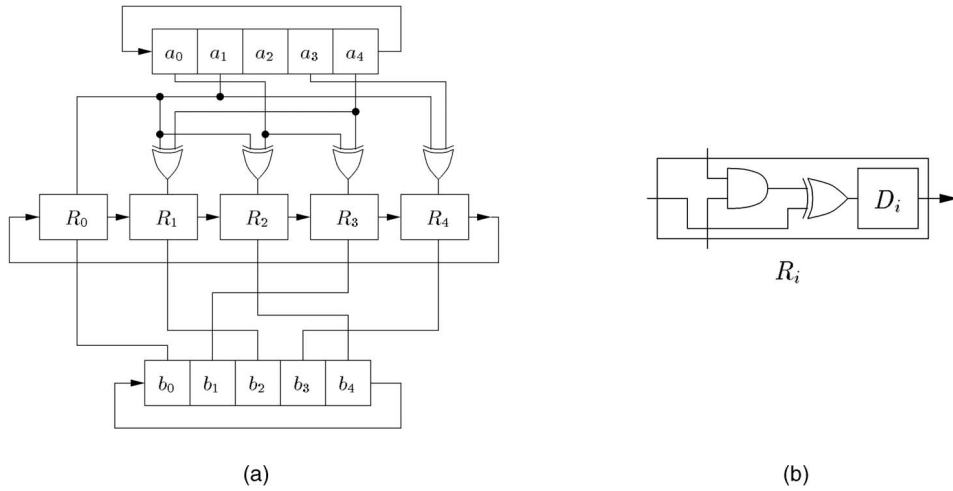 a₀ a₁ a₂ a₃ a₄
R₀ R₁ R₂ R₃ R₄
b₀ b₁ b₂ b₃ b₄
(a)
Dᵢ
Rᵢ
(b)